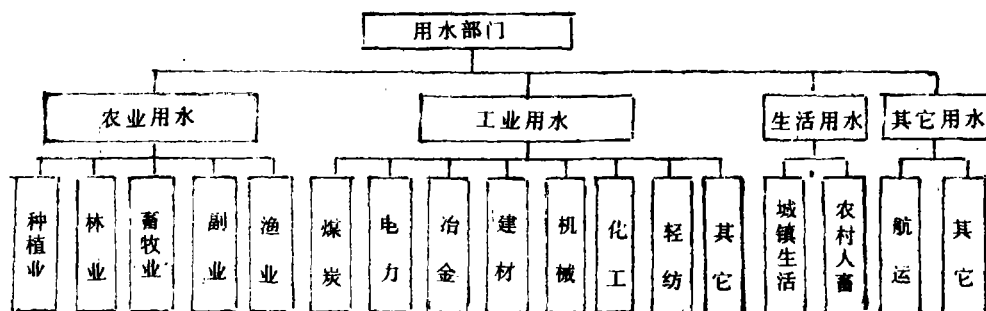 用水部门
农业用水
工业用水
生活用水
其它用水
种植业
林业
畜牧业
副业
渔业
煤炭
电力
冶金
建材
机械
化工
轻纺
其它
城镇生活
农村人畜
航运
其它